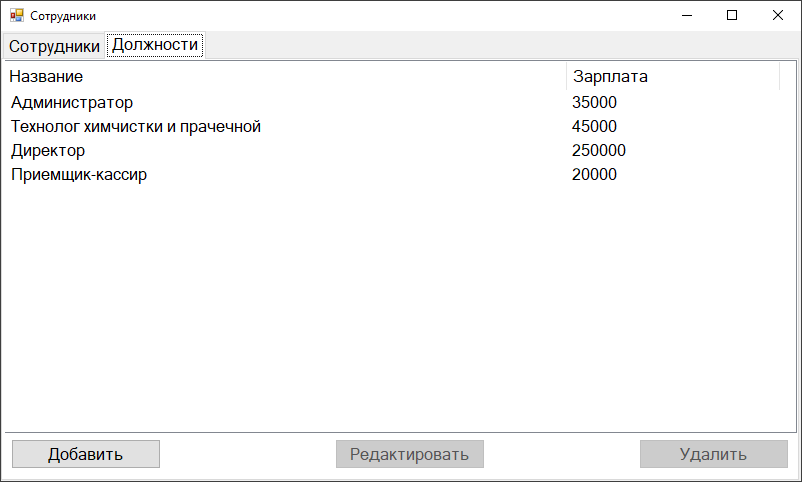 Сотрудники
Сотрудники Должности
Название Зарплата
Администратор 35000
Технолог химчистки и прачечной 45000
Директор 250000
Приемщик-кассир 20000
Добавить Редактировать Удалить